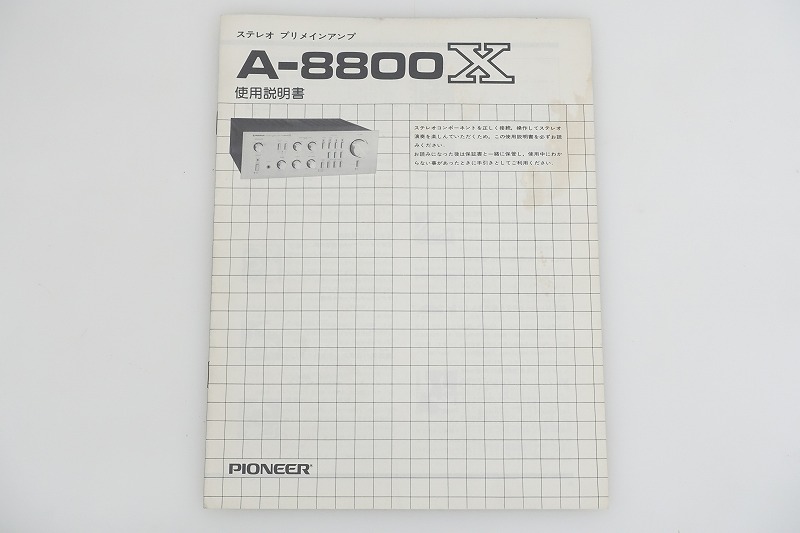 ステレオ プリメインアンプ
A-8800X
使用説明書
ステレオコンポーネントを正しく接続、操作してステレオ
演奏を楽しんでいただくため、この使用説明書を必ずお読
みください.
お読みになった後は保証書と一緒に保管し、使用中にわか
らない事があったときに手引きとしてご利用ください.
PIONEER